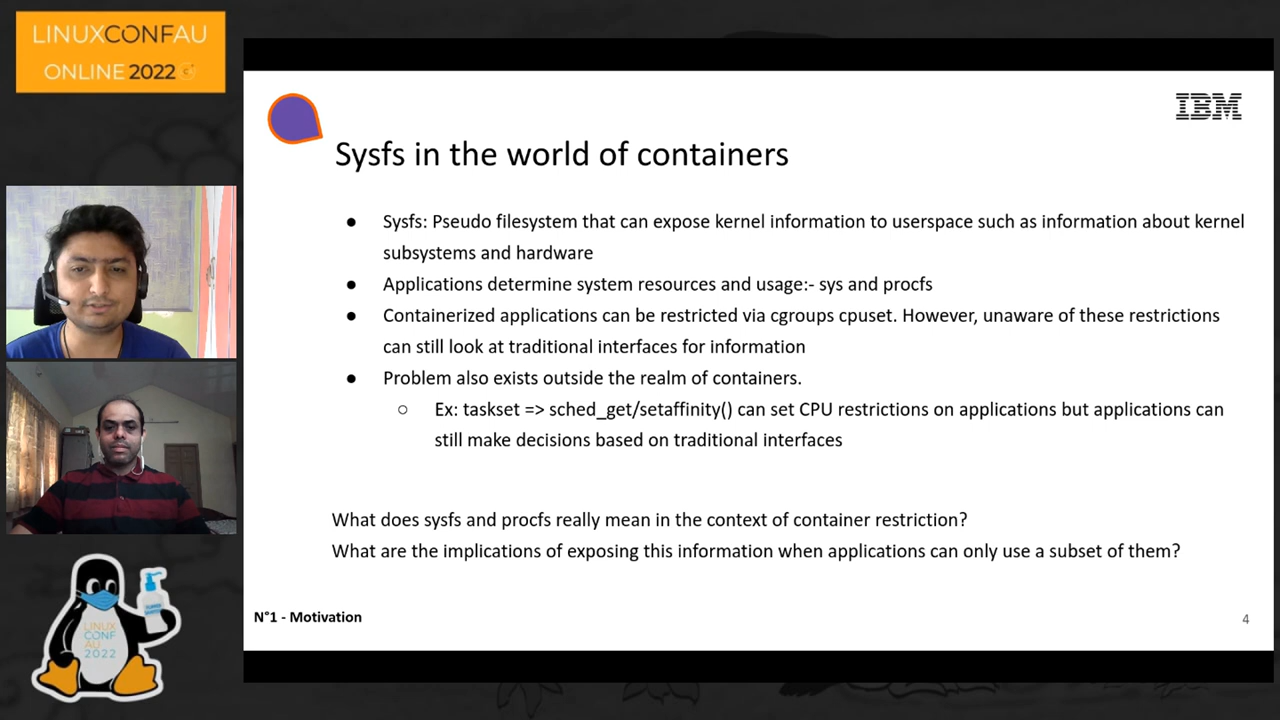 LINUXCONFAU
ONLINE 2022
IBM
Sysfs in the world of containers
● Sysfs: Pseudo filesystem that can expose kernel information to userspace such as information about kernel
subsystems and hardware
● Applications determine system resources and usage:- sys and procfs
● Containerized applications can be restricted via cgroups cpuset. However, unaware of these restrictions
can still look at traditional interfaces for information
● Problem also exists outside the realm of containers.
○ Ex: taskset => sched_get/setaffinity() can set CPU restrictions on applications but applications can
still make decisions based on traditional interfaces
What does sysfs and procfs really mean in the context of container restriction?
What are the implications of exposing this information when applications can only use a subset of them?
N°1 - Motivation
4
LINUX
CONF
AU
2022